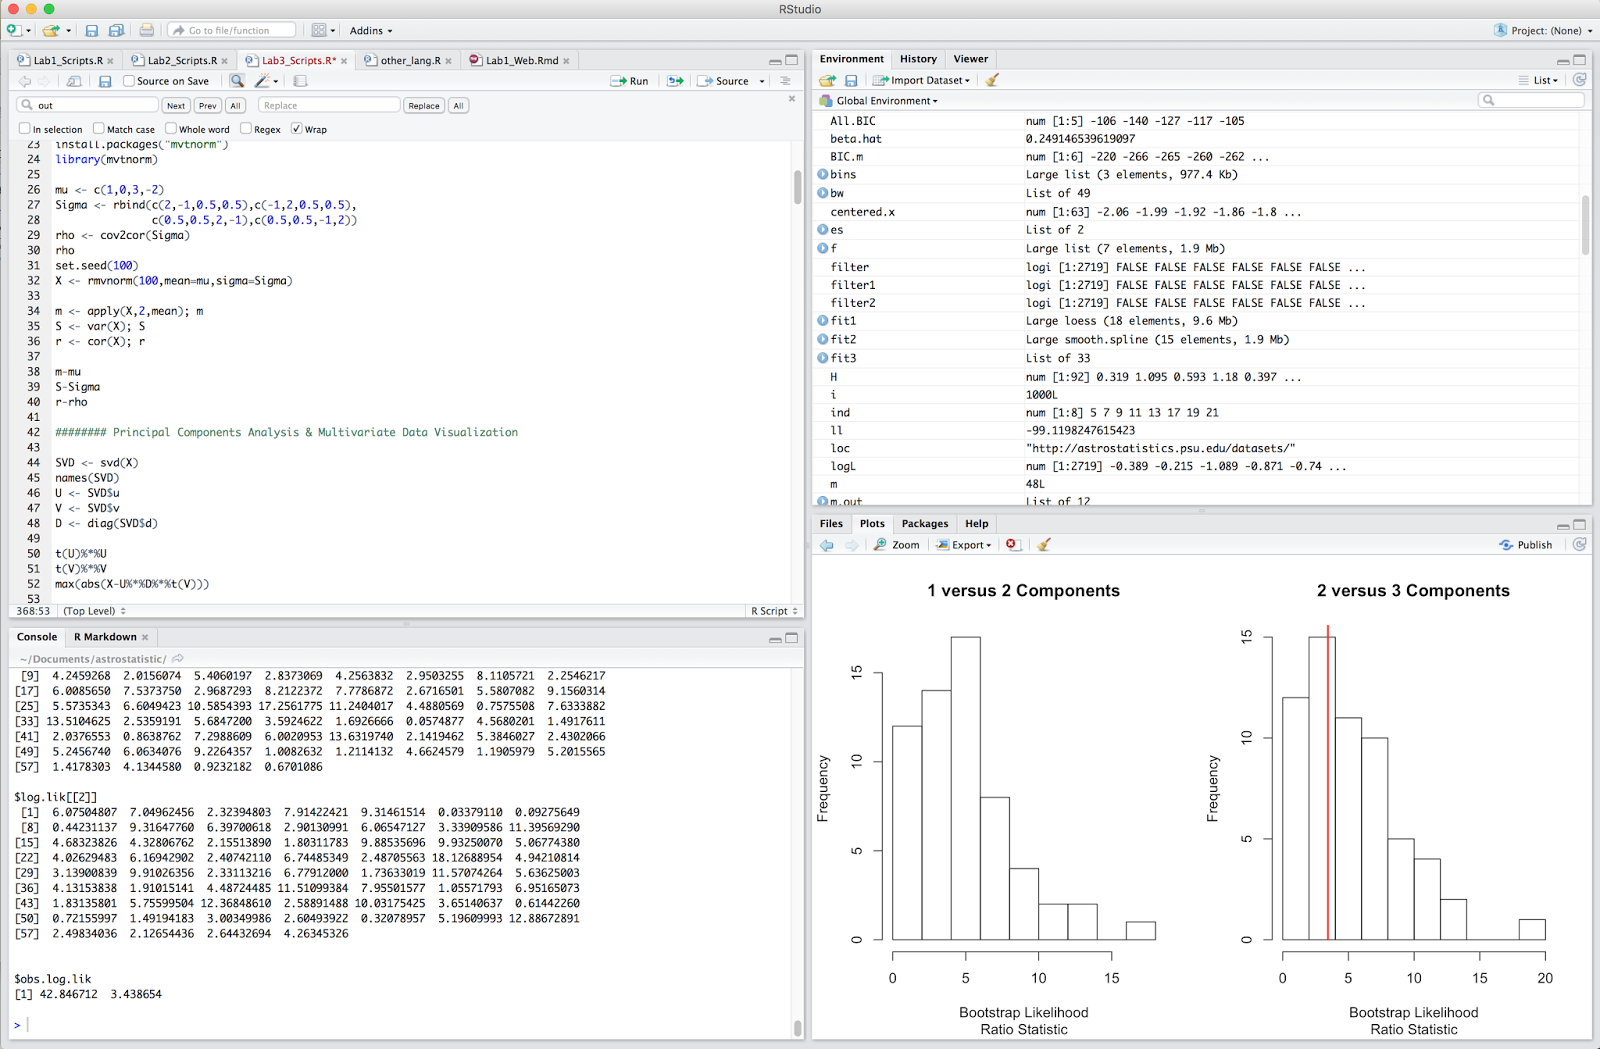 RStudio
Go to file/function
Addins
Project: (None)
Lab1_Scripts.R
Lab2_Scripts.R
Lab3_Scripts.R*
other_lang.R
Lab1_Web.Rmd
Source on Save
Run
Source
out
Next
Prev
All
Replace
Replace
All
In selection
Match case
Whole word
Regex
Wrap
23 install.packages("mvtnorm")
24 library(mvtnorm)
25
26 mu <- c(1,0,3,-2)
27 Sigma <- rbind(c(2,-1,0.5,0.5),c(-1,2,0.5,0.5),
28 c(0.5,0.5,2,-1),c(0.5,0.5,-1,2))
29 rho <- cov2cor(Sigma)
30 rho
31 set.seed(100)
32 X <- rmvnorm(100,mean=mu,sigma=Sigma)
33
34 m <- apply(X,2,mean); m
35 S <- var(X); S
36 r <- cor(X); r
37
38 m-mu
39 S-Sigma
40 r-rho
41
42 ######## Principal Components Analysis & Multivariate Data Visualization
43
44 SVD <- svd(X)
45 names(SVD)
46 U <- SVD$u
47 V <- SVD$v
48 D <- diag(SVD$d)
49
50 t(U)%*%U
51 t(V)%*%V
52 max(abs(X-U%*%D%*%t(V)))
53
368:53 (Top Level) R Script
Console
R Markdown
~/Documents/astrostatistic/
[9] 4.2459268 2.0156074 5.4060197 2.8373069 4.2563832 2.9503255 8.1105721 2.2546217
[17] 6.0085650 7.5373750 2.9687293 8.2122372 7.7786872 2.6716501 5.5807082 9.1560314
[25] 5.5735343 6.6049423 10.5854393 17.2561775 11.2404017 4.4880569 0.7575508 7.6333882
[33] 13.5104625 2.5359191 5.6847200 3.5924622 1.6926666 0.0574877 4.5680201 1.4917611
[41] 2.0376553 0.8638762 7.2988609 6.0020953 13.6319740 2.1419462 5.3846027 2.4302066
[49] 5.2456740 6.0634076 9.2264357 1.0082632 1.2114132 4.6624579 1.1905979 5.2015565
[57] 1.4178303 4.1344580 0.9232182 0.6701086
$log.lik[[2]]
[1] 6.07504807 7.04962456 2.32394803 7.91422421 9.31461514 0.03379110 0.09275649
[8] 0.44231137 9.31647760 6.39700618 2.90130991 6.06547127 3.33909586 11.39569290
[15] 4.68323826 4.32806762 2.15513890 1.80311783 9.88535696 9.93250070 5.06774380
[22] 4.02629483 6.16942902 2.40742110 6.74485349 2.48705563 18.12688954 4.94210814
[29] 3.13900839 9.91026356 2.33113216 6.77912000 1.73633019 11.57074264 5.63625003
[36] 4.13153838 1.91015141 4.48724485 11.51099384 7.95501577 1.05571793 6.95165073
[43] 1.83135801 5.75599504 12.36848610 2.58891488 10.03175425 3.65140637 0.61442260
[50] 0.72155997 1.49194183 3.00349986 2.60493922 0.32078957 5.19609993 12.88672891
[57] 2.49834036 2.12654436 2.64432694 4.26345326
$obs.log.lik
[1] 42.846712 3.438654
>
Environment
History
Viewer
Import Dataset
List
Global Environment
All.BIC num [1:5] -106 -140 -127 -117 -105
beta.hat 0.249146539619097
BIC.m num [1:6] -220 -266 -265 -260 -262 ...
bins Large list (3 elements, 977.4 Kb)
bw List of 49
centered.x num [1:63] -2.06 -1.99 -1.92 -1.86 -1.8 ...
es List of 2
f Large list (7 elements, 1.9 Mb)
filter logi [1:2719] FALSE FALSE FALSE FALSE FALSE FALSE ...
filter1 logi [1:2719] FALSE FALSE FALSE FALSE FALSE FALSE ...
filter2 logi [1:2719] FALSE FALSE FALSE FALSE FALSE FALSE ...
fit1 Large loess (18 elements, 9.6 Mb)
fit2 Large smooth.spline (15 elements, 1.9 Mb)
fit3 List of 33
H num [1:92] 0.319 1.095 0.593 1.18 0.397 ...
i 1000L
ind num [1:8] 5 7 9 11 13 17 19 21
ll -99.1198247615423
loc "http://astrostatistics.psu.edu/datasets/"
logL num [1:2719] -0.389 -0.215 -1.089 -0.871 -0.74 ...
m 48L
m.out List of 12
Files
Plots
Packages
Help
Zoom
Export
Publish
1 versus 2 Components
15
10
5
0
Frequency
0 5 10 15
Bootstrap Likelihood
Ratio Statistic
2 versus 3 Components
15
10
5
0
Frequency
0 5 10 15 20
Bootstrap Likelihood
Ratio Statistic